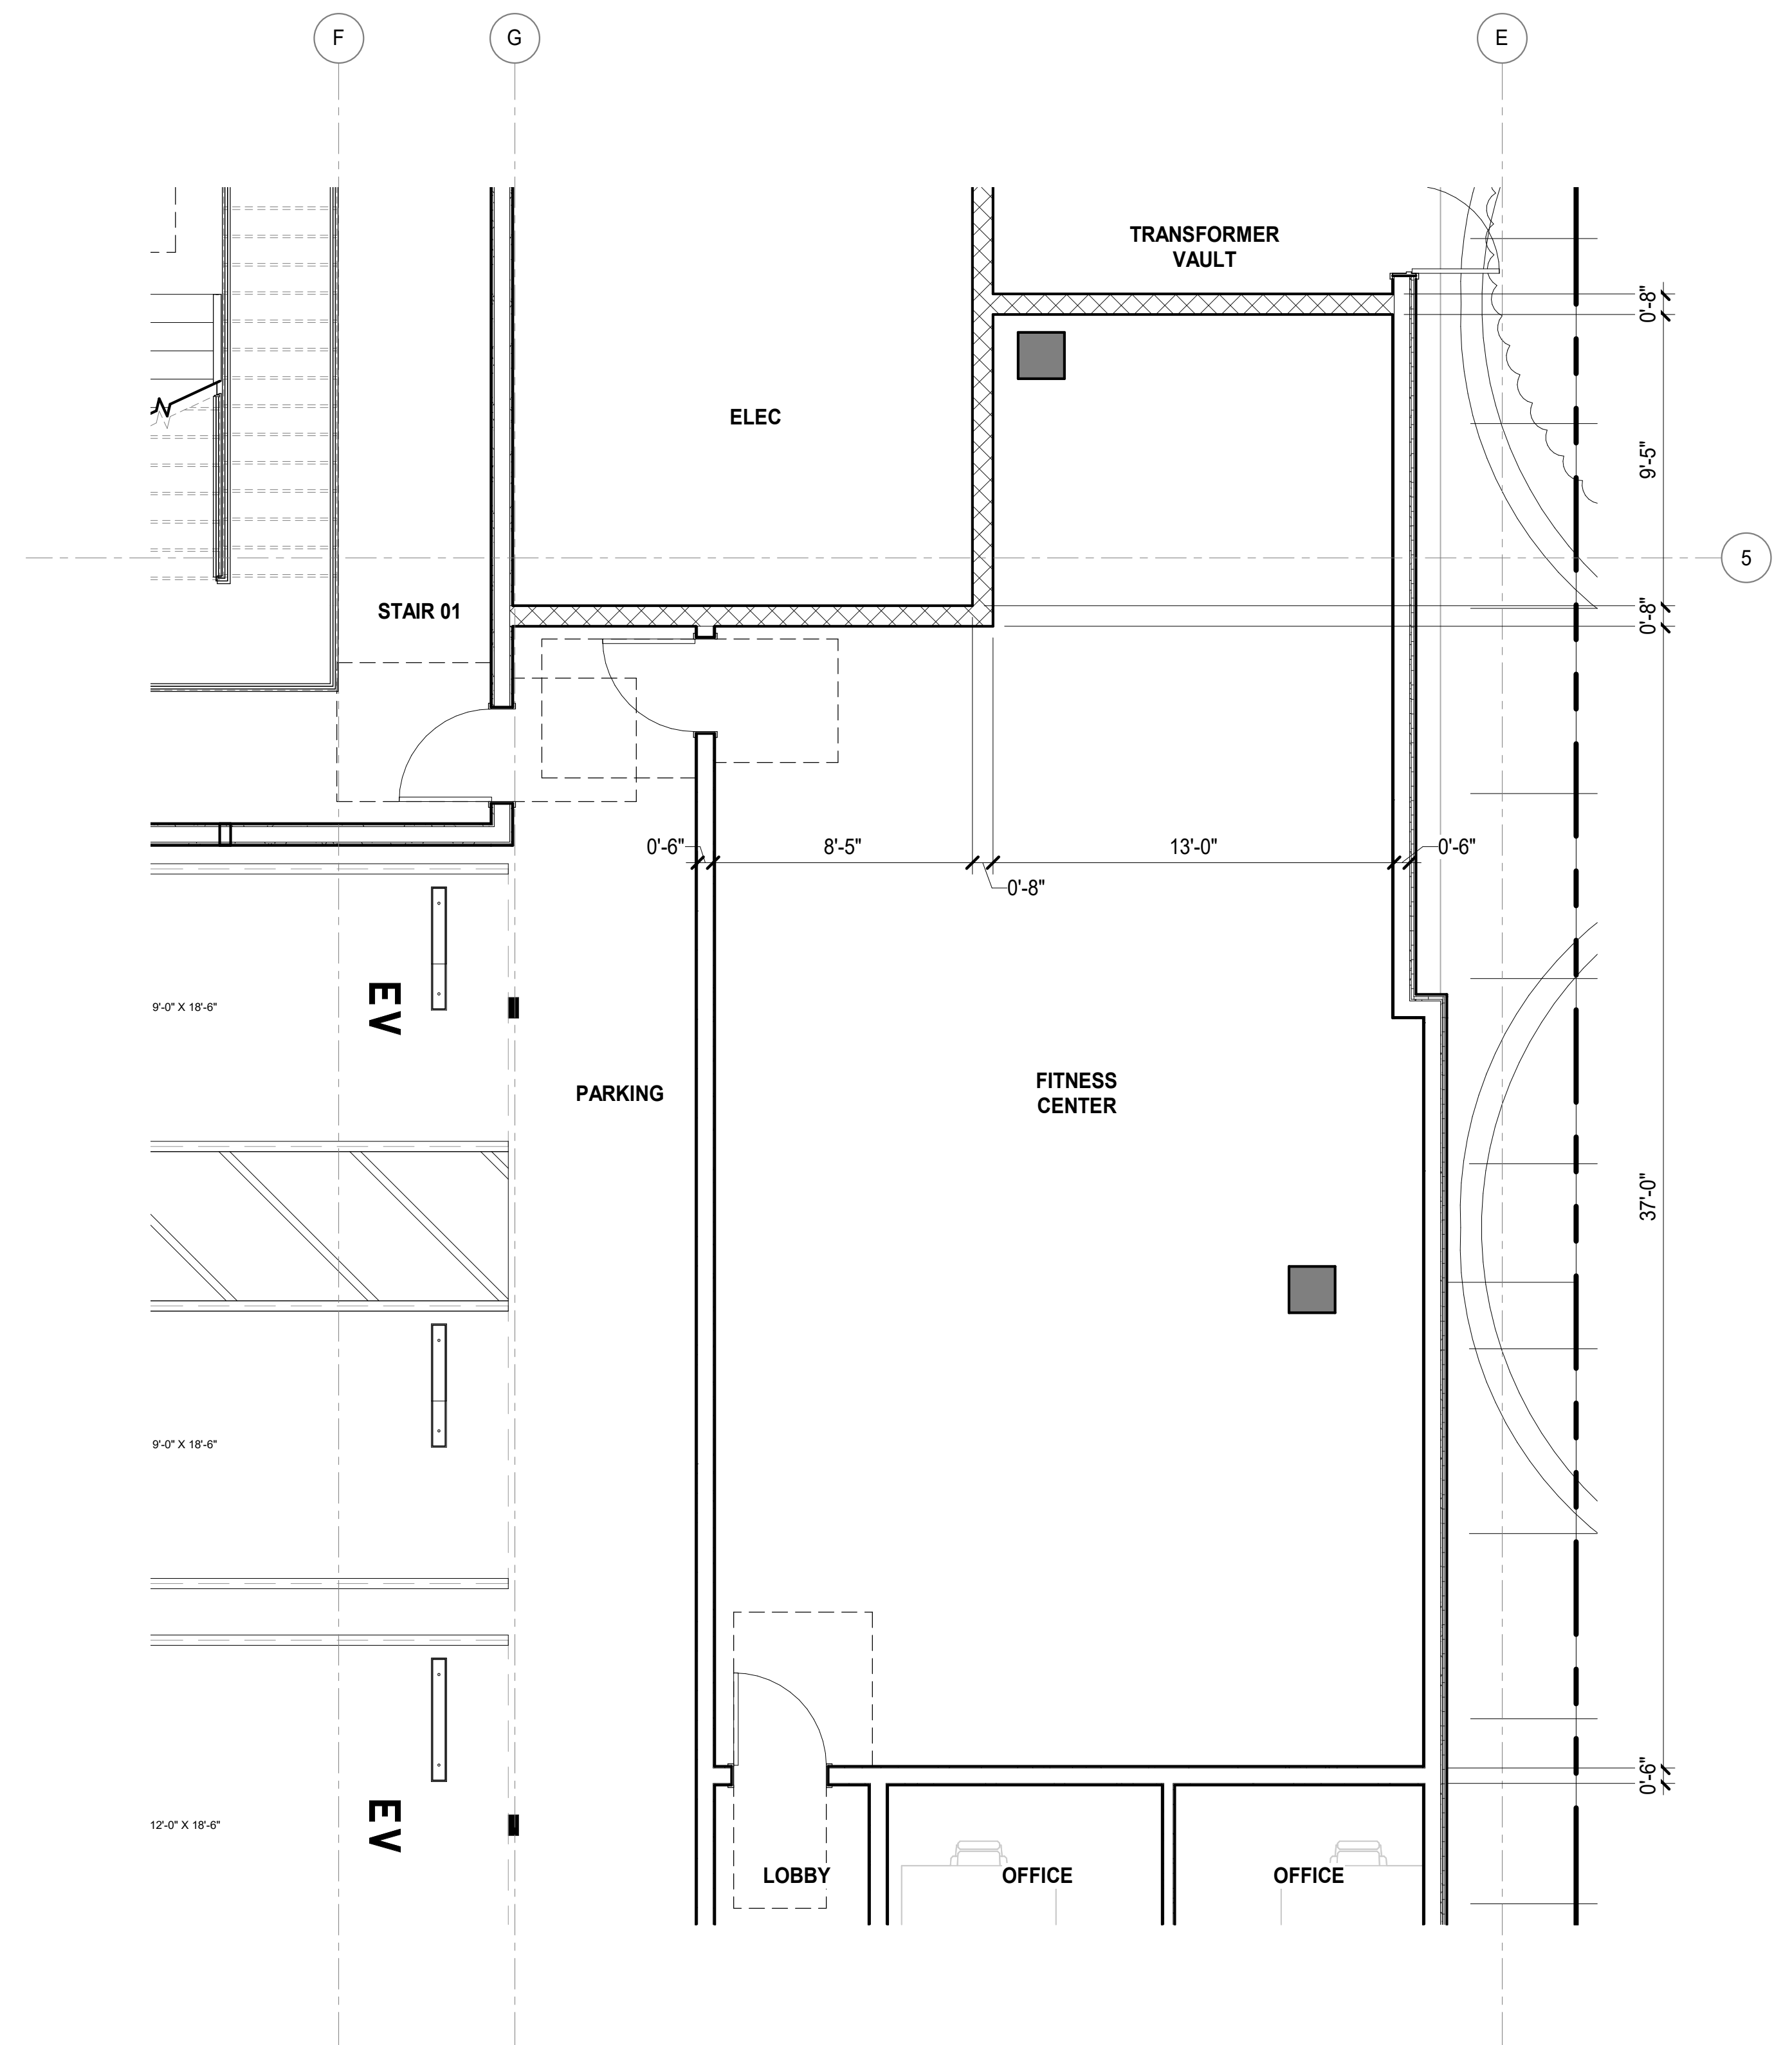 F
G
E
TRANSFORMER
VAULT
0'-8"
ELEC
9'-5"
5
STAIR 01
0'-8"
0'-6"
8'-5"
13'-0"
0'-6"
0'-8"
EV
9'-0" X 18'-6"
PARKING
FITNESS
CENTER
37'-0"
9'-0" X 18'-6"
0'-6"
EV
12'-0" X 18'-6"
LOBBY
OFFICE
OFFICE